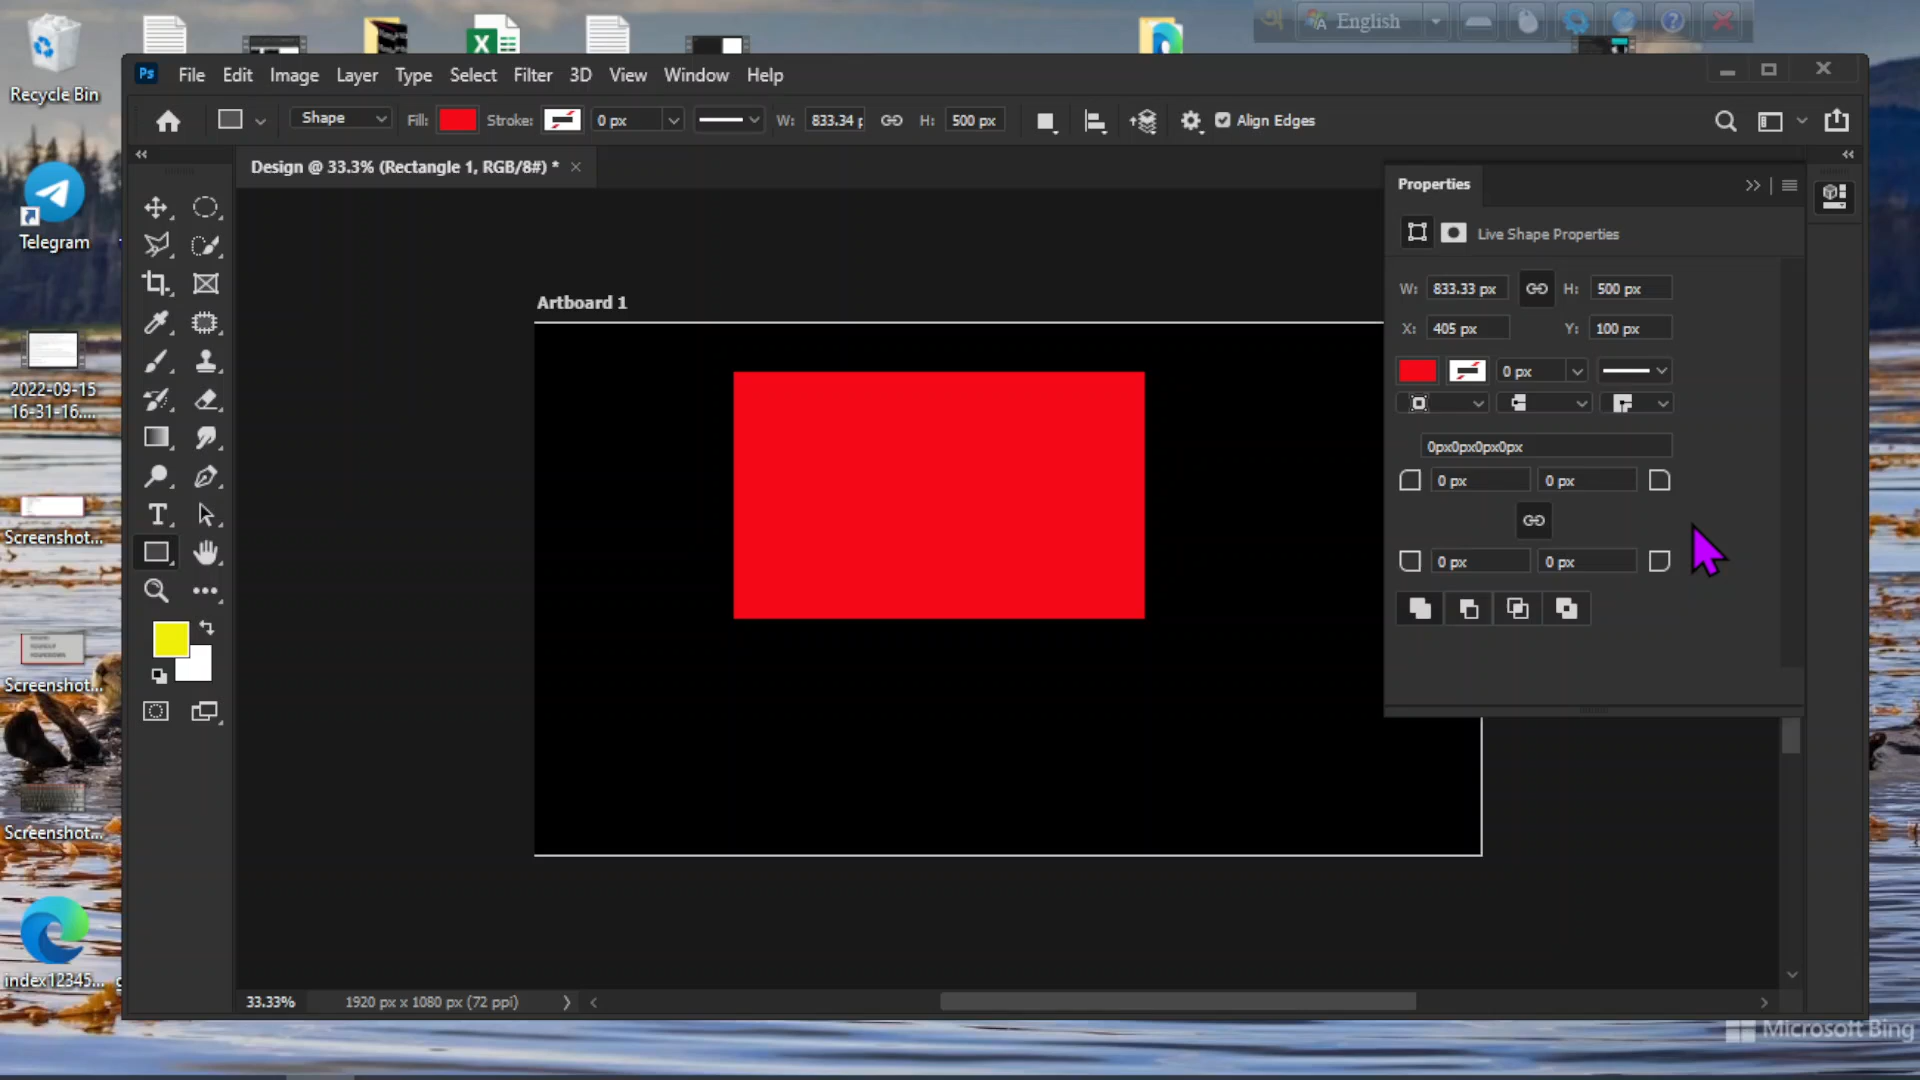 English
Recycle Bin
Ps File Edit Image Layer Type Select Filter 3D View Window Help
Shape Fill: Stroke: 0 px W: 833.34 p H: 500 px Align Edges
Design @ 33.3% (Rectangle 1, RGB/8#) * ×
Properties
Telegram
Live Shape Properties
W: 833.33 px H: 500 px
X: 405 px Y: 100 px
Artboard 1
0 px
2022-09-15
16-31-16....
0px0px0px0px
0 px 0 px
Screenshot...
0 px 0 px
Screenshot...
Screenshot...
index12345...
33.33% 1920 px x 1080 px (72 ppi)
Microsoft Bing